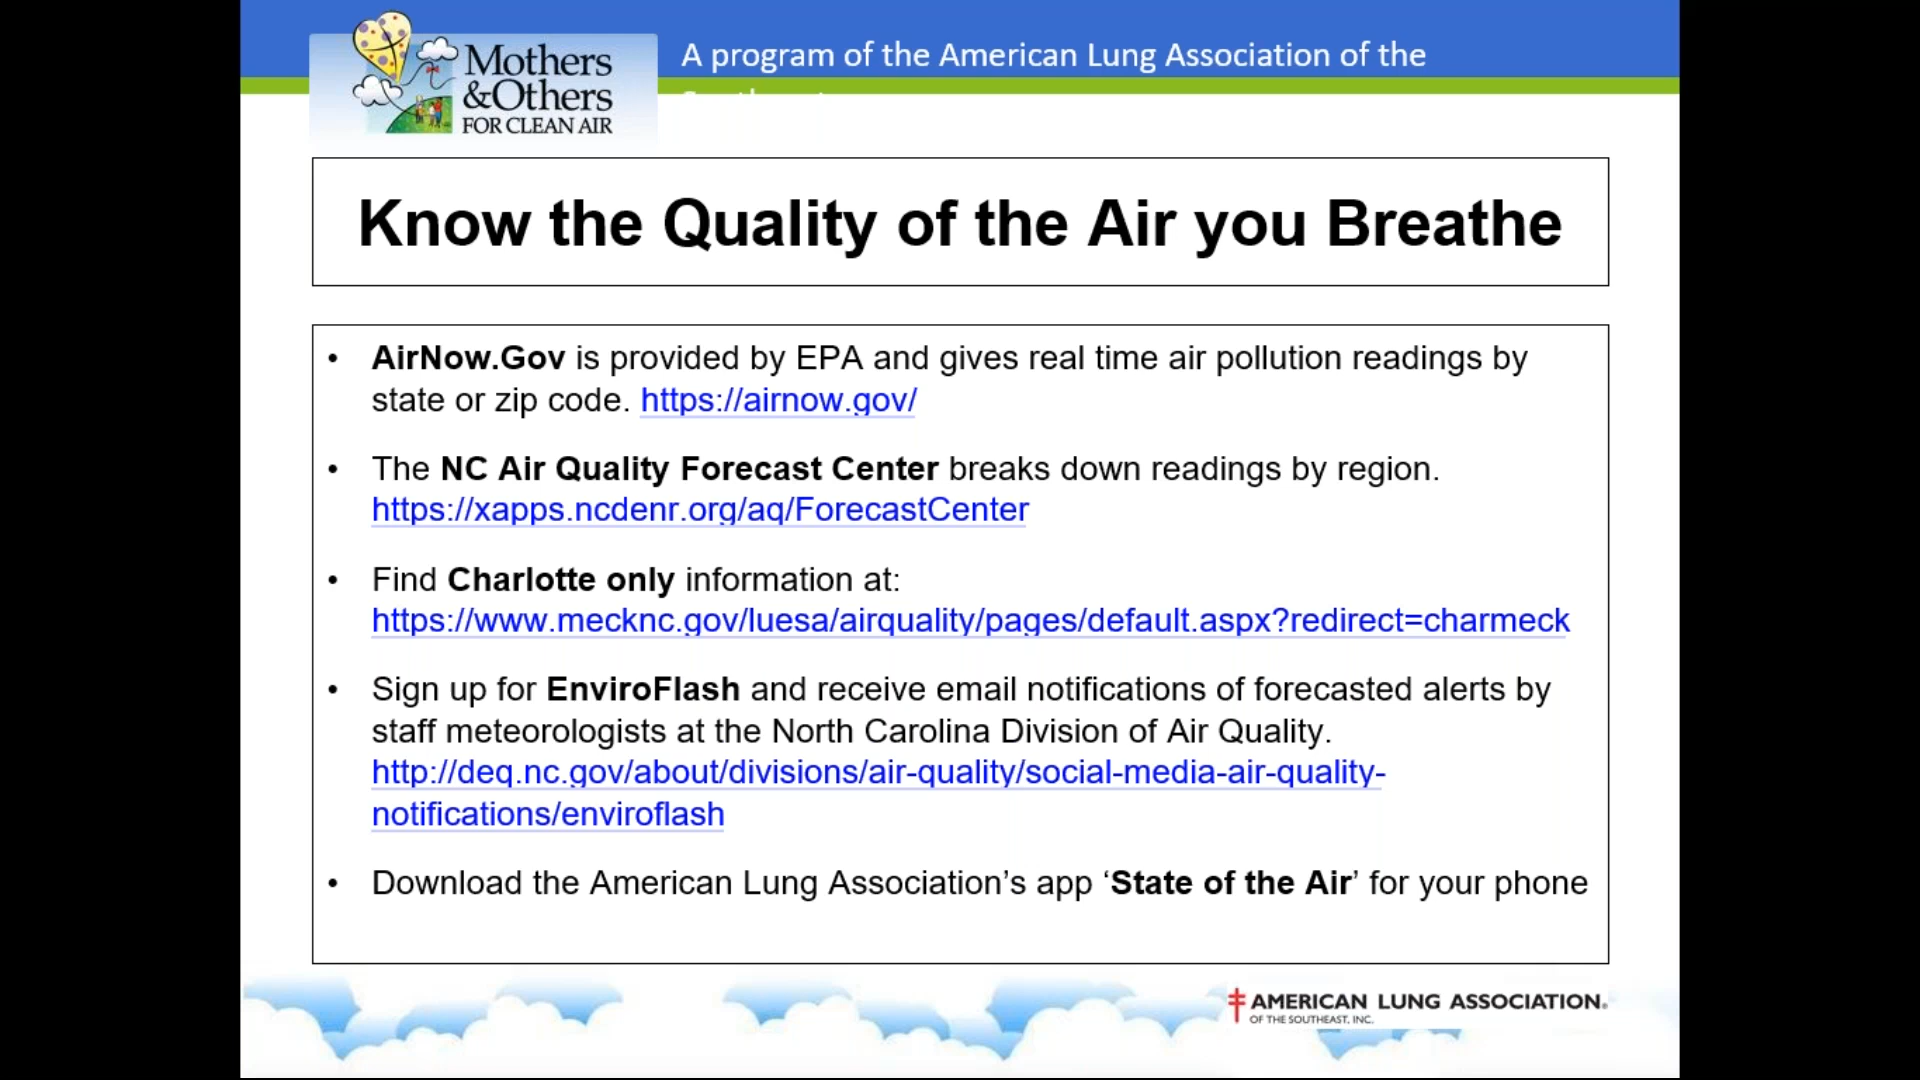 Mothers
&Others
FOR CLEAN AIR
A program of the American Lung Association of the
Know the Quality of the Air you Breathe
• AirNow.Gov is provided by EPA and gives real time air pollution readings by
state or zip code. https://airnow.gov/
• The NC Air Quality Forecast Center breaks down readings by region.
https://xapps.ncdenr.org/aq/ForecastCenter
• Find Charlotte only information at:
https://www.mecknc.gov/luesa/airquality/pages/default.aspx?redirect=charmeck
• Sign up for EnviroFlash and receive email notifications of forecasted alerts by
staff meteorologists at the North Carolina Division of Air Quality.
http://deq.nc.gov/about/divisions/air-quality/social-media-air-quality-
notifications/enviroflash
• Download the American Lung Association’s app ‘State of the Air’ for your phone
AMERICAN LUNG ASSOCIATION®
OF THE SOUTHEAST, INC.